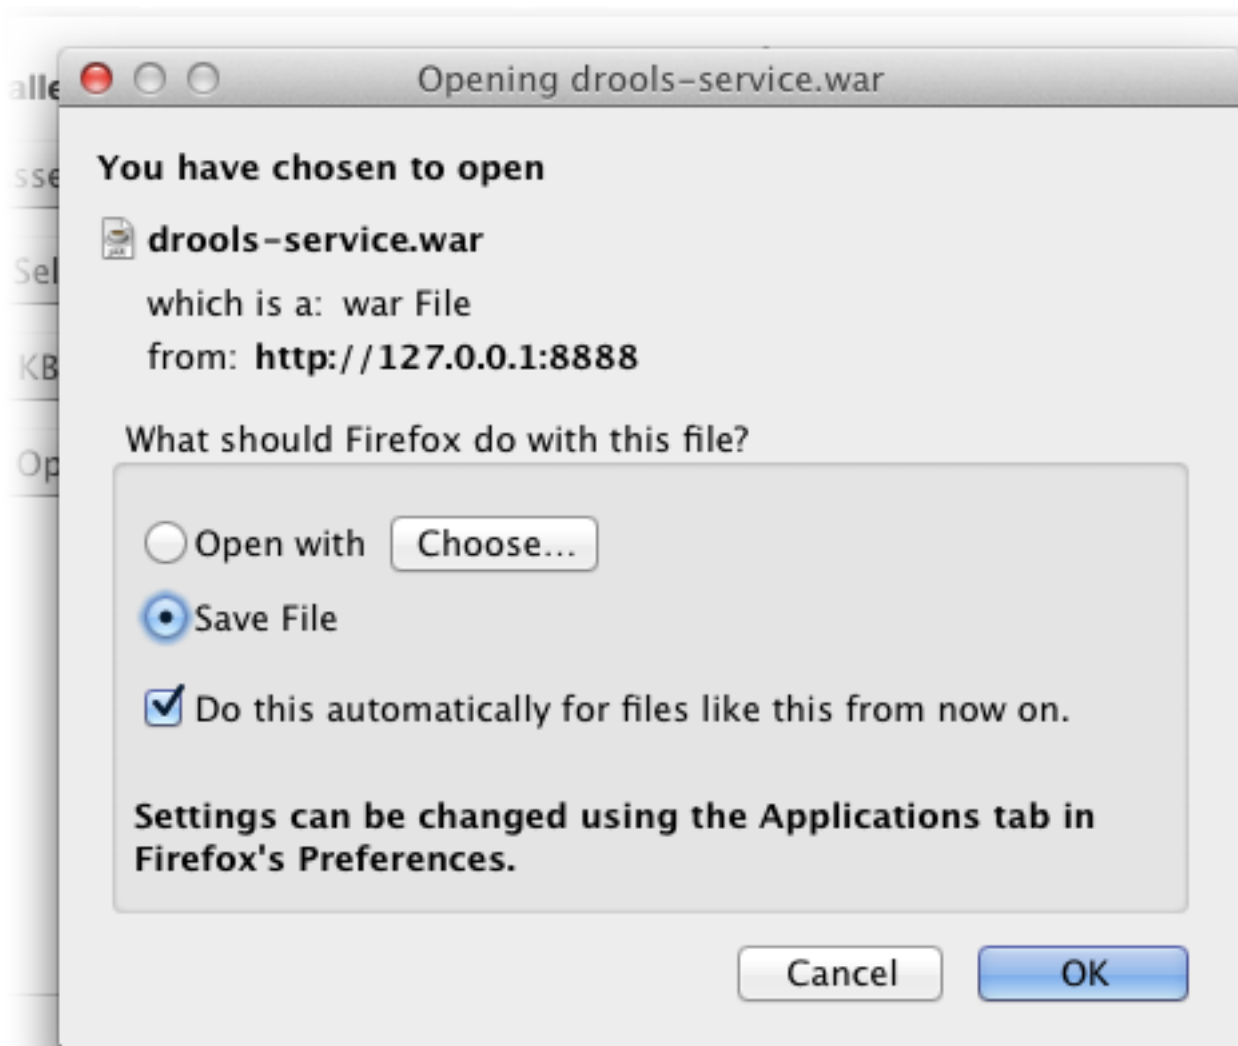 Opening drools-service.war
You have chosen to open
drools-service.war
which is a: war File
from: http://127.0.0.1:8888
What should Firefox do with this file?
Open with Choose...
Save File
Do this automatically for files like this from now on.
Settings can be changed using the Applications tab in
Firefox's Preferences.
Cancel OK